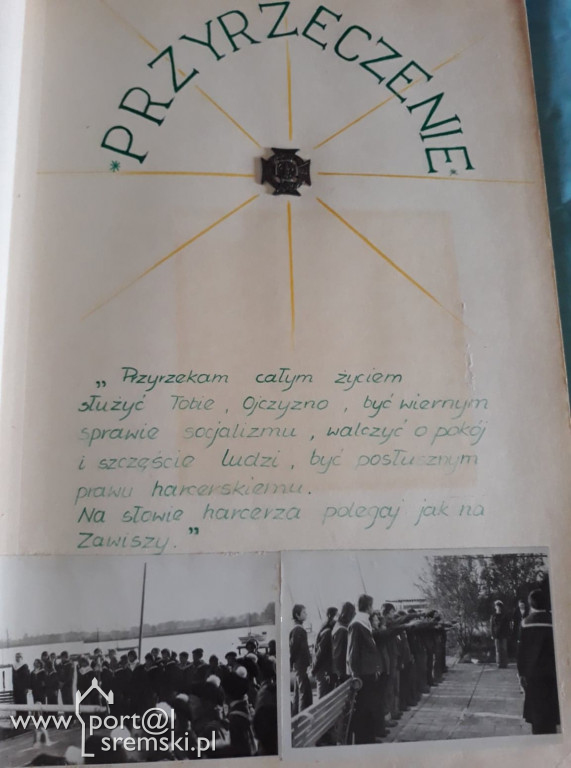 * PRZYRZECZENIE *
„ Przyrzekam całym życiem
służyć Tobie , Ojczyzno , być wiernym
sprawie socjalizmu , walczyć o pokój
i szczęście ludzi , być posłusznym
prawu harcerskiemu.
Na słowie harcerza polegaj jak na
Zawiszy. ”
www.port@l
sremski.pl